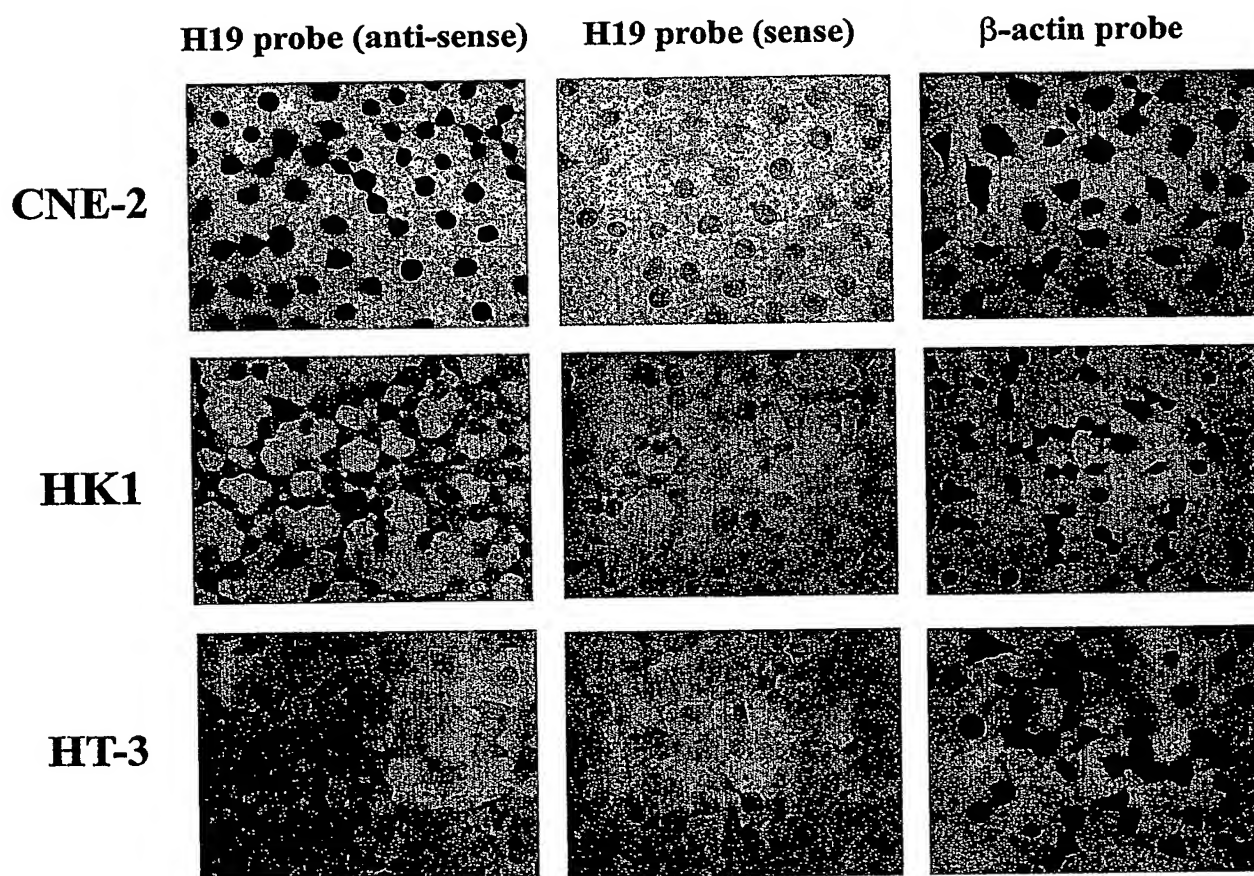 H19 probe (anti-sense) H19 probe (sense) β-actin probe
CNE-2
HK1
HT-3